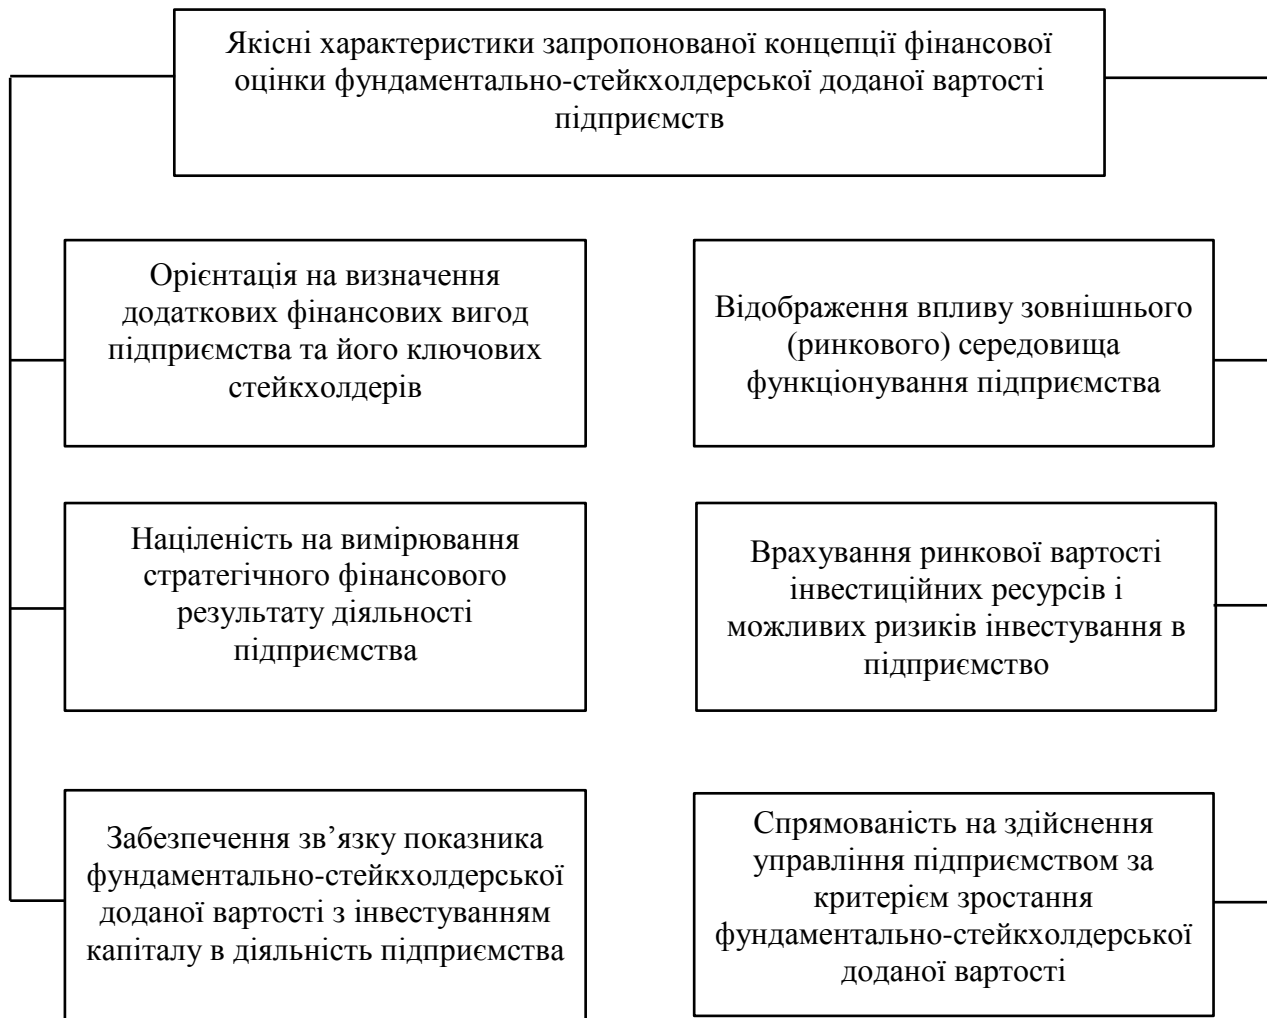 Якісні характеристики запропонованої концепції фінансової
оцінки фундаментально-стейкхолдерської доданої вартості
підприємств
Орієнтація на визначення
додаткових фінансових вигод
підприємства та його ключових
стейкхолдерів
Відображення впливу зовнішнього
(ринкового) середовища
функціонування підприємства
Націленість на вимірювання
стратегічного фінансового
результату діяльності
підприємства
Врахування ринкової вартості
інвестиційних ресурсів і
можливих ризиків інвестування в
підприємство
Забезпечення зв’язку показника
фундаментально-стейкхолдерської
доданої вартості з інвестуванням
капіталу в діяльність підприємства
Спрямованість на здійснення
управління підприємством за
критерієм зростання
фундаментально-стейкхолдерської
доданої вартості